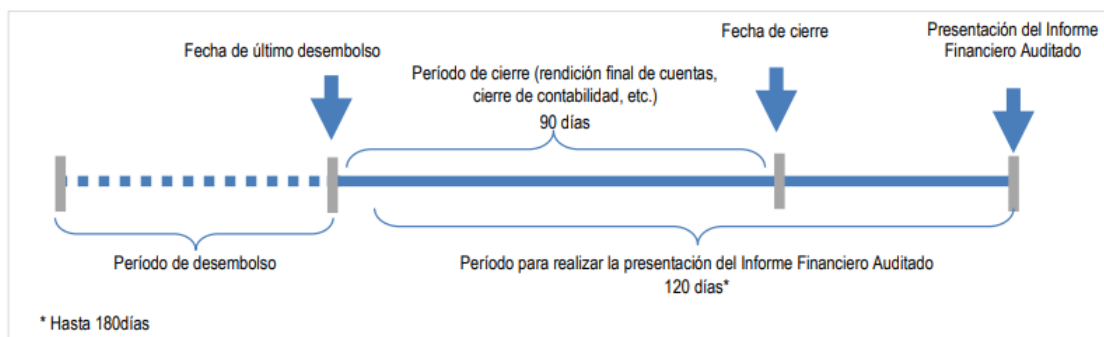 Fecha de último desembolso
Fecha de cierre
Presentación del Informe
Financiero Auditado
Período de cierre (rendición final de cuentas,
cierre de contabilidad, etc.)
90 días
Período de desembolso
Período para realizar la presentación del Informe Financiero Auditado
120 días*
* Hasta 180días